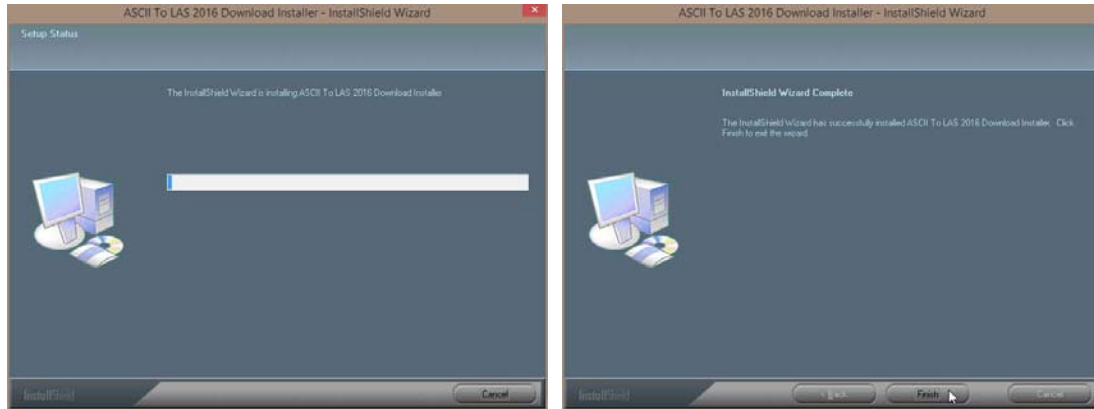 ASCII To LAS 2016 Download Installer - InstallShield Wizard
Setup Status
The InstallShield Wizard is installing ASCII To LAS 2016 Download Installer
InstallShield
Cancel
ASCII To LAS 2016 Download Installer - InstallShield Wizard
InstallShield Wizard Complete
The InstallShield Wizard has successfully installed ASCII To LAS 2016 Download Installer. Click
Finish to exit the wizard.
InstallShield
< Back
Finish
Cancel